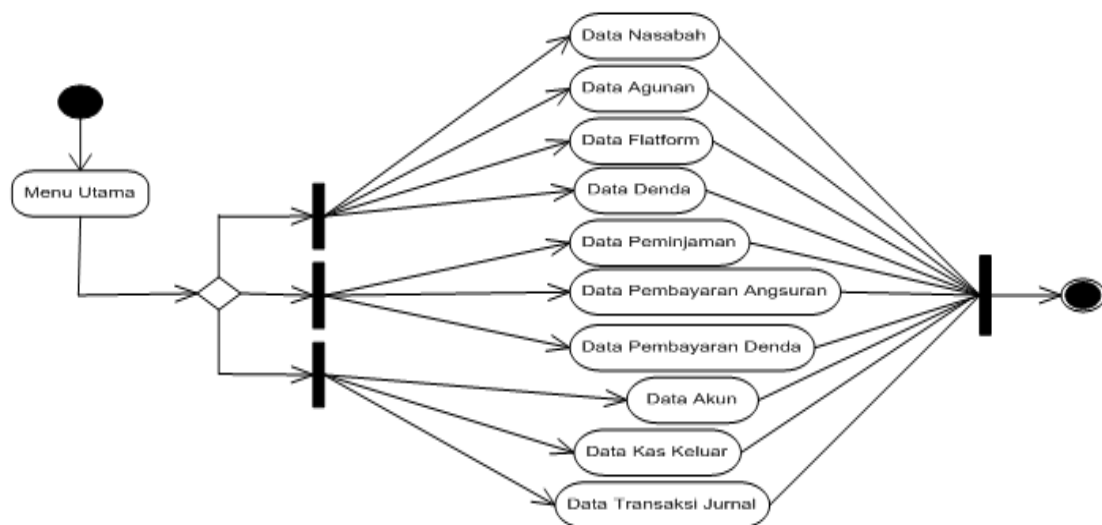 Data Nasabah
Data Agunan
Data Flatform
Menu Utama
Data Denda
Data Peminjaman
Data Pembayaran Angsuran
Data Pembayaran Denda
Data Akun
Data Kas Keluar
Data Transaksi Jurnal